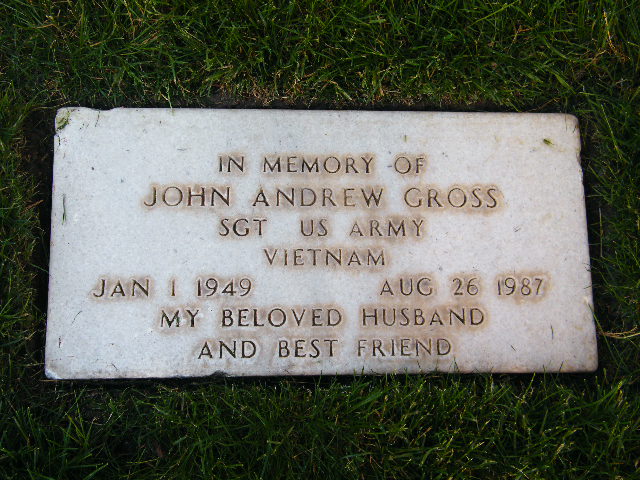 IN MEMORY OF
JOHN ANDREW GROSS
SGT US ARMY
VIETNAM
JAN 1 1949 AUG 26 1987
MY BELOVED HUSBAND
AND BEST FRIEND